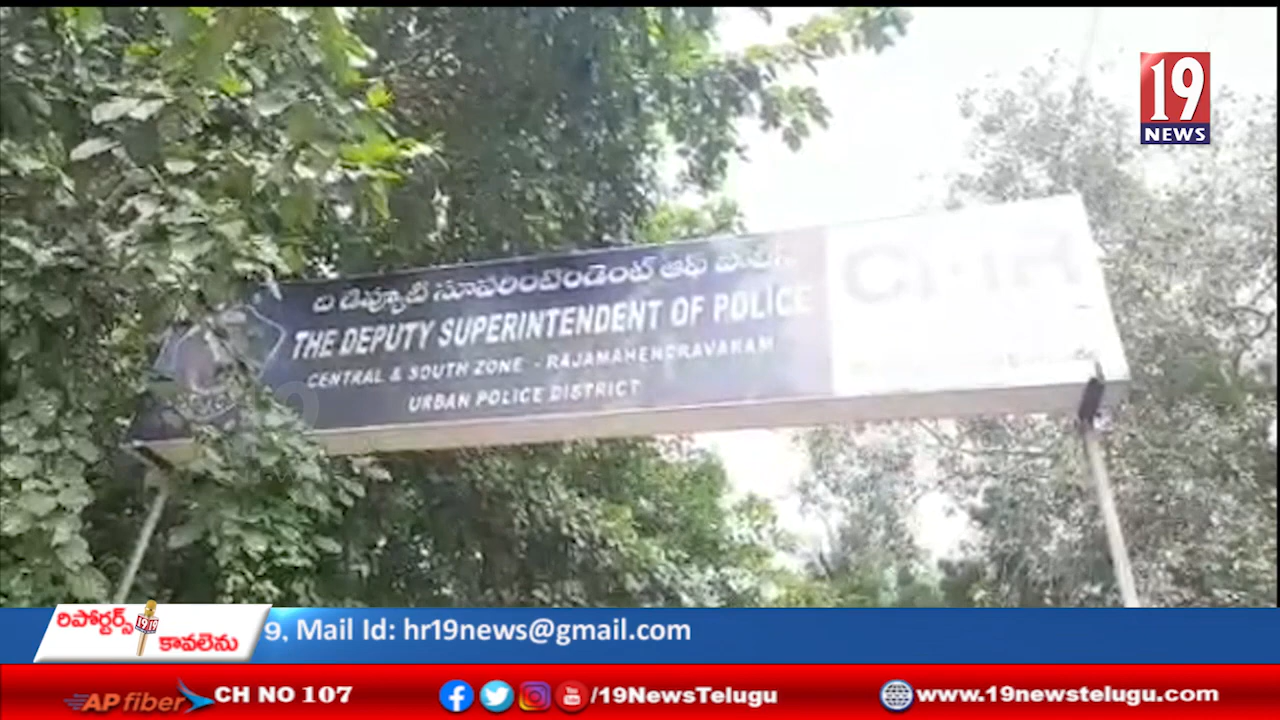 19
NEWS
ది డెప్యూటీ సూపరింటెండెంట్ ఆఫ్ పోలీస్
THE DEPUTY SUPERINTENDENT OF POLICE
CENTRAL & SOUTH ZONE - RAJAMAHENDRAVARAM
URBAN POLICE DISTRICT
రిపోర్టర్స్
కావలెను
9, Mail Id: hr19news@gmail.com
AP fiber CH NO 107
/19NewsTelugu
www.19newstelugu.com